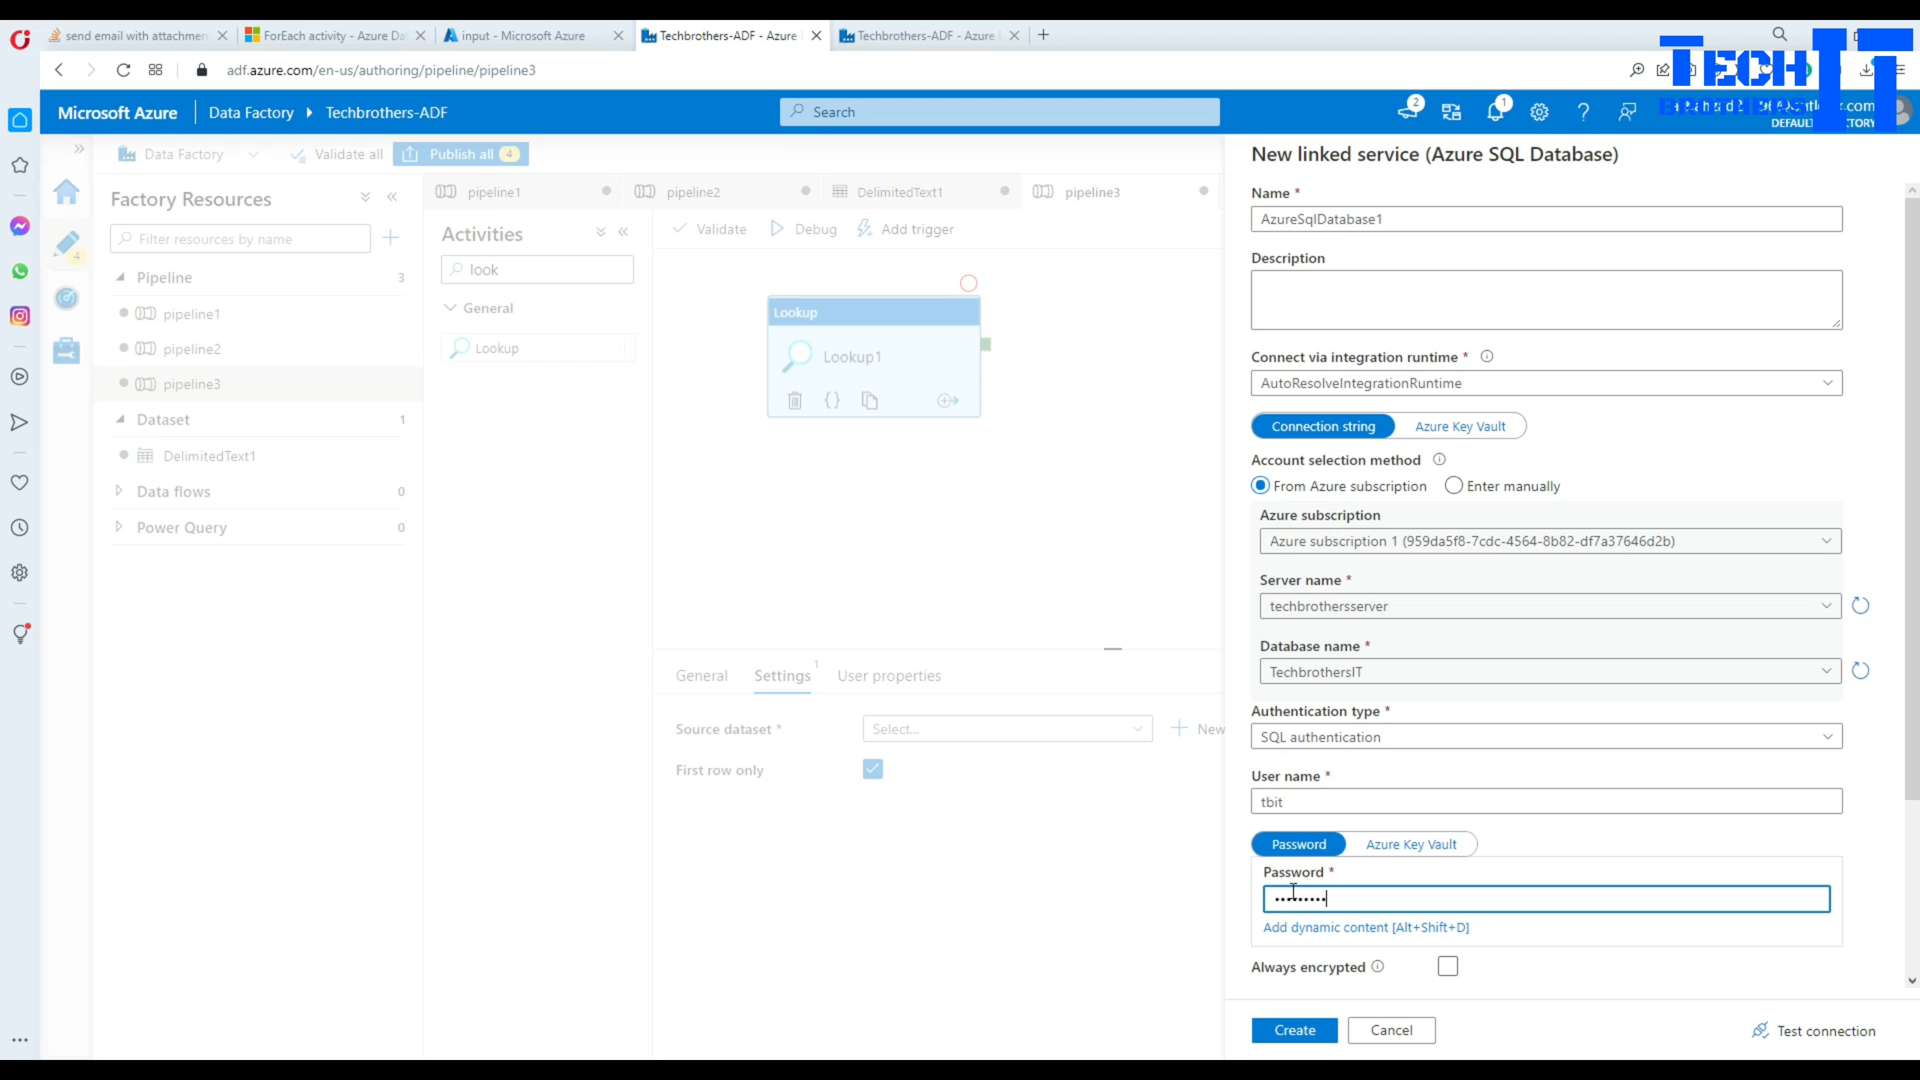 send email with attachmen
ForEach activity - Azure Da
input - Microsoft Azure
Techbrothers-ADF - Azure
Techbrothers-ADF - Azure
adf.azure.com/en-us/authoring/pipeline/pipeline3
TECH IT
BROTHERS
Microsoft Azure
Data Factory
Techbrothers-ADF
Search
2
1
Data Factory
Validate all
Publish all
4
New linked service (Azure SQL Database)
Factory Resources
Filter resources by name
4
Pipeline
3
pipeline1
pipeline2
pipeline3
Dataset
1
DelimitedText1
Data flows
0
Power Query
0
pipeline1
pipeline2
DelimitedText1
pipeline3
Activities
look
General
Lookup
Validate
Debug
Add trigger
Lookup
Lookup1
General
Settings
1
User properties
Source dataset *
Select...
New
First row only
Name *
AzureSqlDatabase1
Description
Connect via integration runtime *
AutoResolveIntegrationRuntime
Connection string
Azure Key Vault
Account selection method
From Azure subscription
Enter manually
Azure subscription
Azure subscription 1 (959da5f8-7cdc-4564-8b82-df7a37646d2b)
Server name *
techbrothersserver
Database name *
TechbrothersIT
Authentication type *
SQL authentication
User name *
tbit
Password
Azure Key Vault
Password *
•••••••••
Add dynamic content [Alt+Shift+D]
Always encrypted
Create
Cancel
Test connection